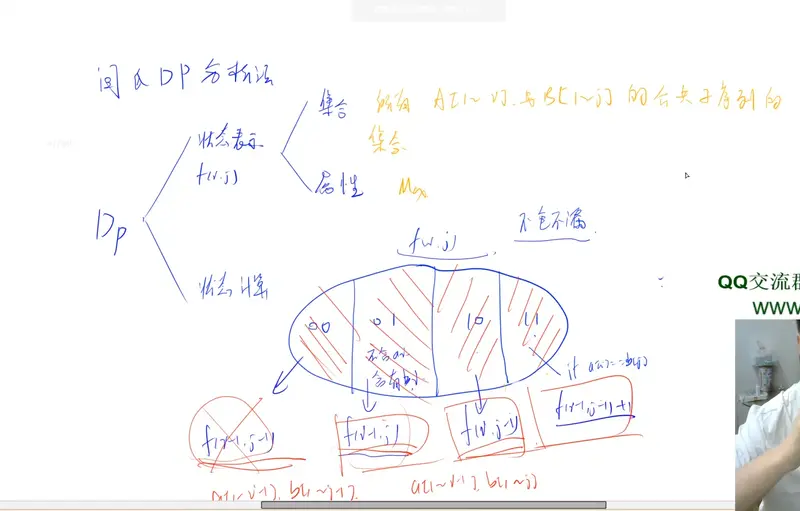 闫氏DP分析法
集合 所有 A[1~i] 与 B[1~j] 的公共子序列的
集合
状态表示
f(i,j)
属性 Max
Dp
f(i,j)
不包不漏
状态计算
QQ交流群
WWW
00 01 10 11
不含ai
含有bj
if a[i]==b[j]
f(i-1,j-1) f(i-1,j) f(i,j-1) f(i-1,j-1)+1
a[1~i-1], b[1~j-1], a[1~i-1], b[1~j]